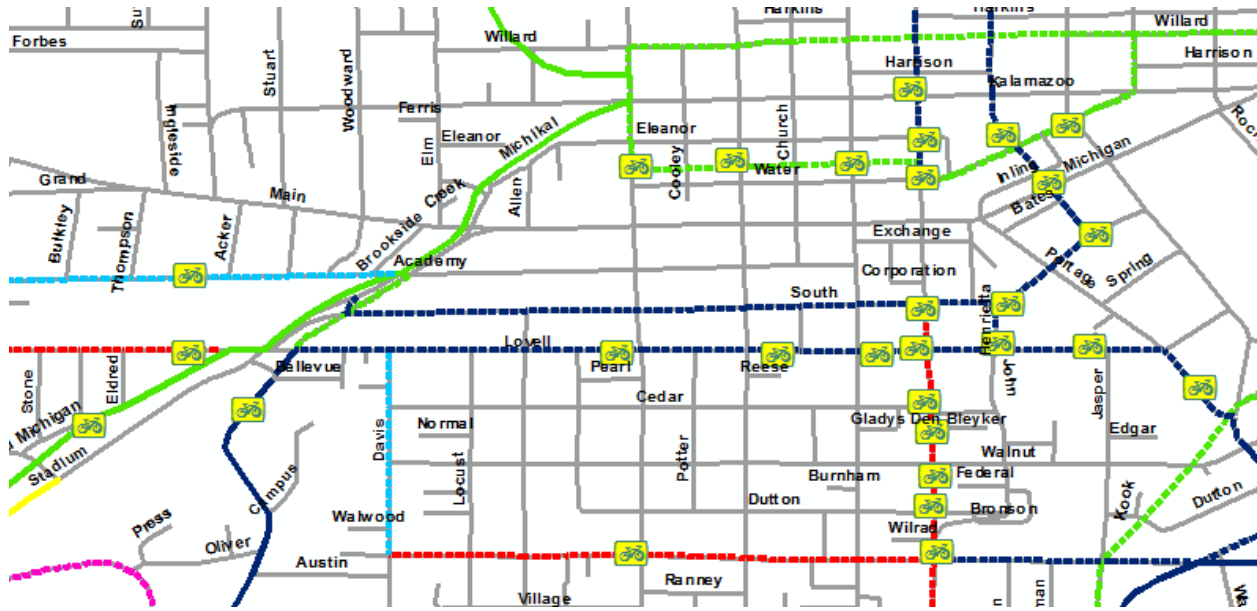 Harkins
Harkins
Willard
Forbes
Willard
Harrison
Harrison
Stuart
Woodward
Kalamazoo
Ferris
Ingleside
Elm
Eleanor
Michikal
Eleanor
Church
Michigan
Cooley
Water
Inling
Grand
Main
Creek
Brookside
Allen
Bates
Bulkley
Thompson
Acker
Exchange
Academy
Corporation
Portage
Spring
South
Henrietta
Lovell
Bellevue
Pearl
Reese
John
Jasper
Stone
Eldred
Cedar
Michigan
Normal
Gladys Den Bleyker
Edgar
Davis
Stadium
Locust
Potter
Walnut
Burnham
Federal
Dutton
Dutton
Kook
Bronson
Walwood
Press
Wilrad
Oliver
Austin
Ranney
Village